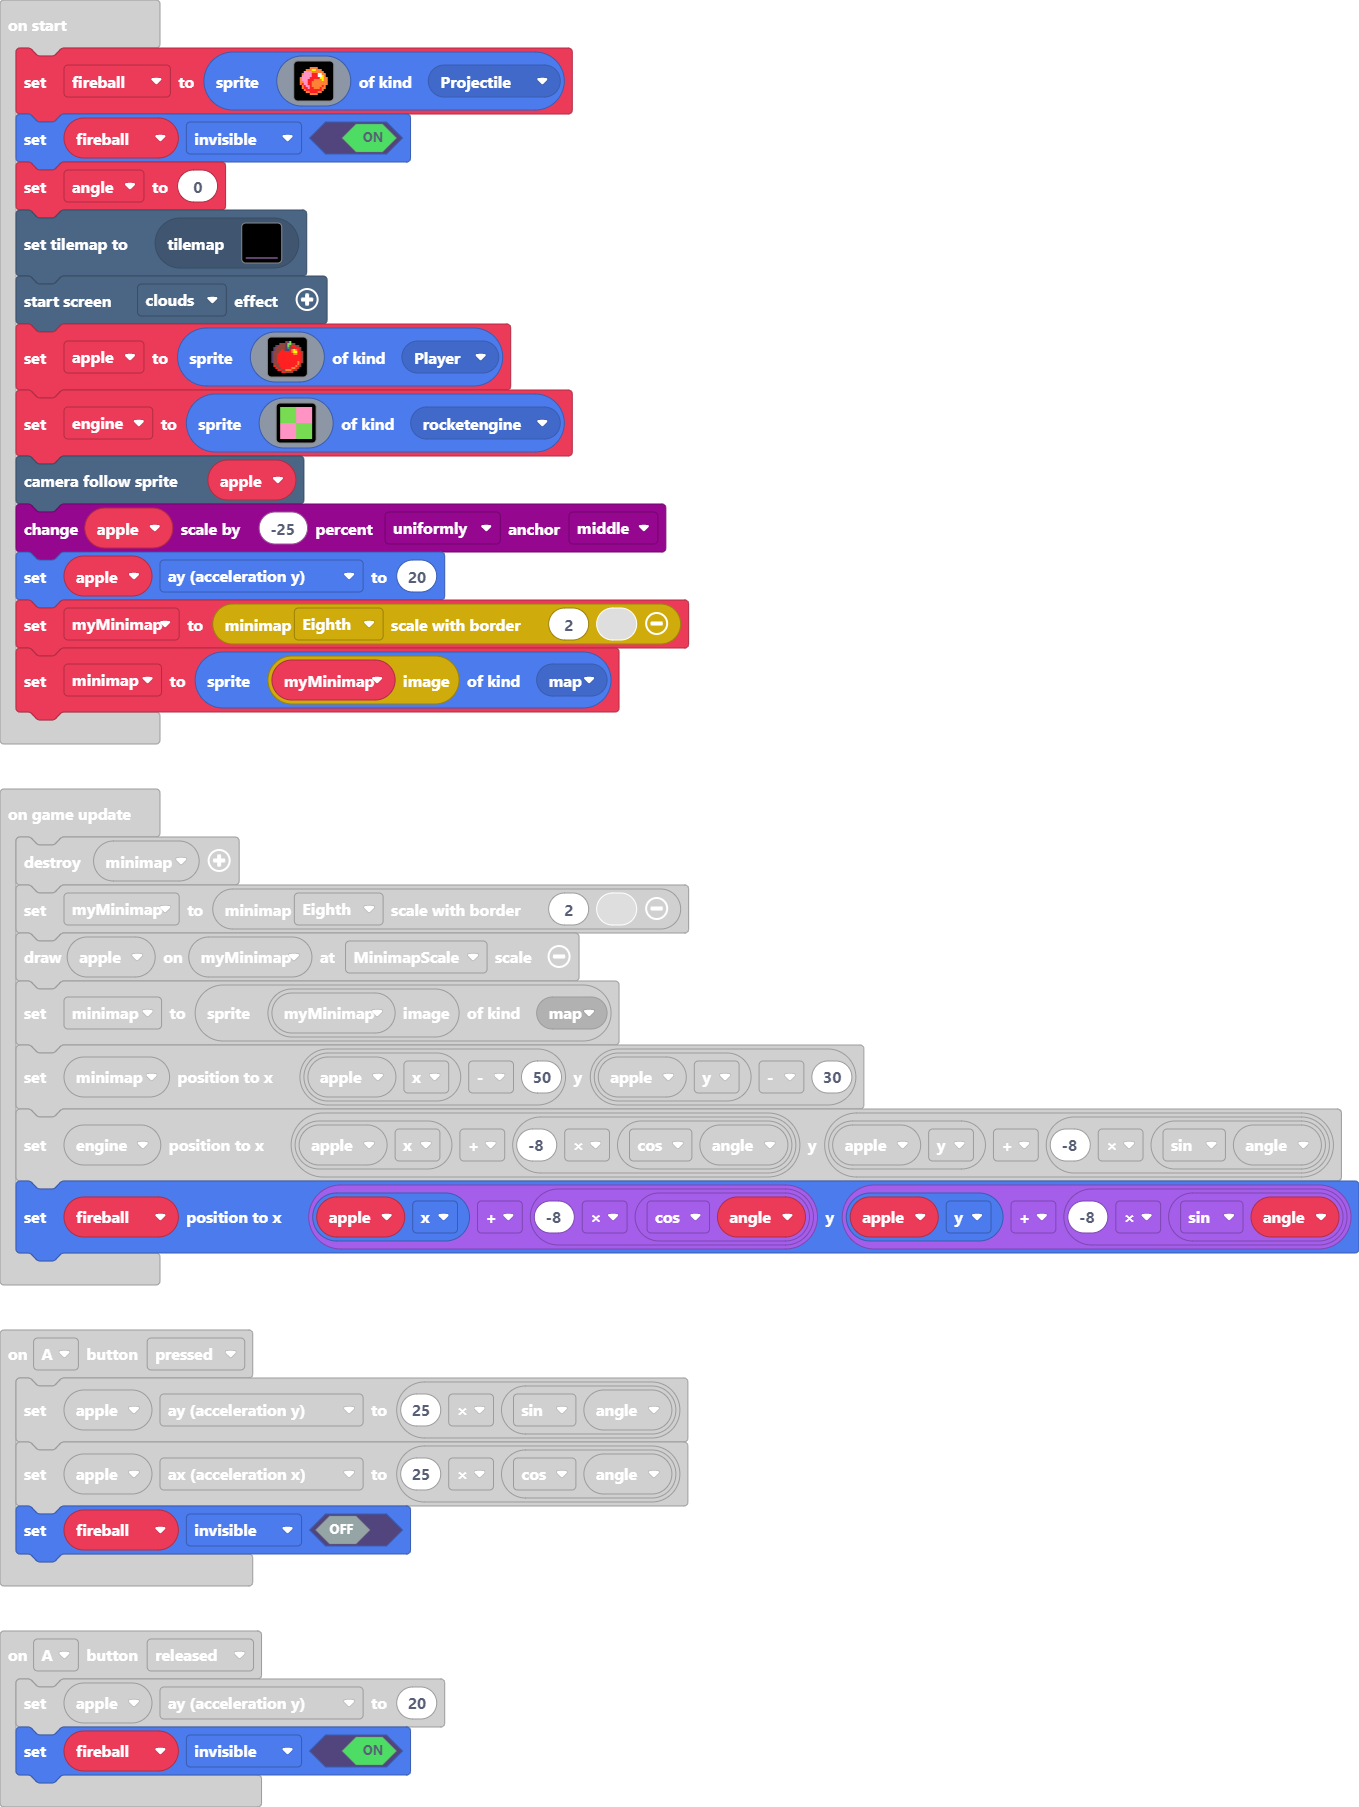 on start
set fireball to sprite of kind Projectile
set fireball invisible ON
set angle to 0
set tilemap to tilemap
start screen clouds effect
set apple to sprite of kind Player
set engine to sprite of kind rocketengine
camera follow sprite apple
change apple scale by -25 percent uniformly anchor middle
set apple ay (acceleration y) to 20
set myMinimap to minimap Eighth scale with border 2
set minimap to sprite myMinimap image of kind map
on game update
destroy minimap
set myMinimap to minimap Eighth scale with border 2
draw apple on myMinimap at MinimapScale scale
set minimap to sprite myMinimap image of kind map
set minimap position to x apple x - 50 y apple y - 30
set engine position to x apple x + -8 × cos angle y apple y + -8 × sin angle
set fireball position to x apple x + -8 × cos angle y apple y + -8 × sin angle
on A button pressed
set apple ay (acceleration y) to 25 × sin angle
set apple ax (acceleration x) to 25 × cos angle
set fireball invisible OFF
on A button released
set apple ay (acceleration y) to 20
set fireball invisible ON